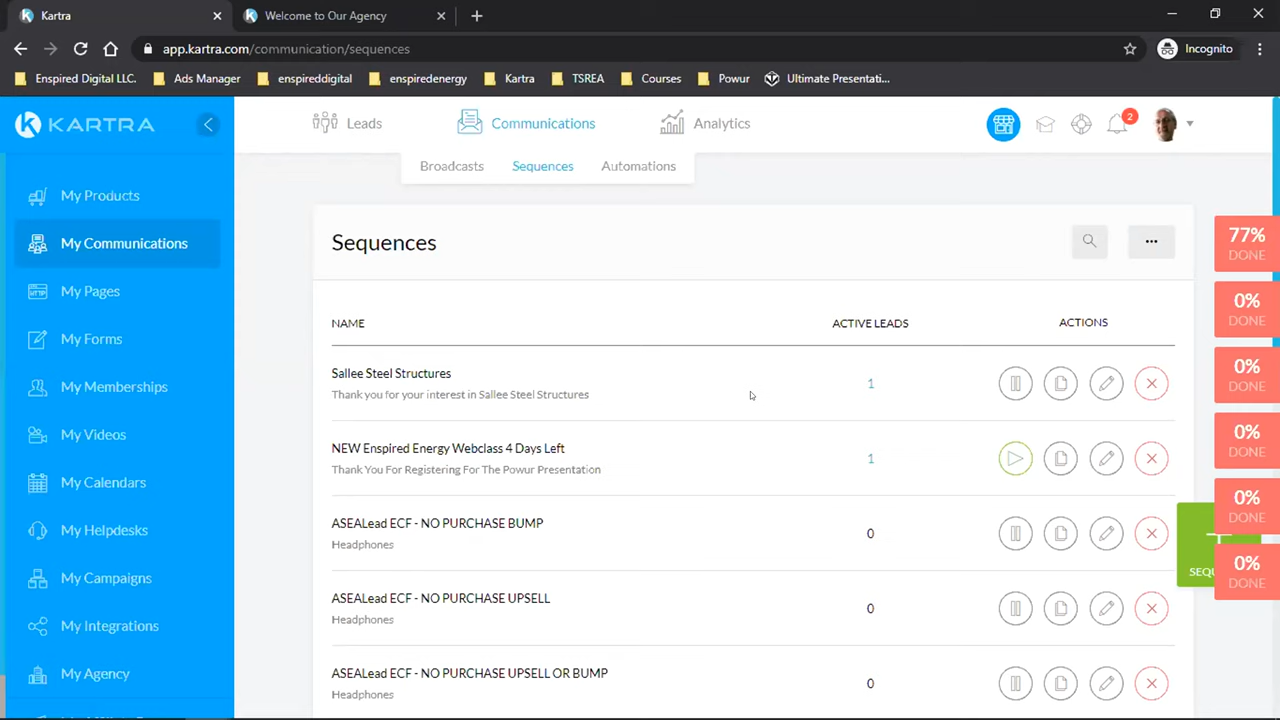 Kartra
Welcome to Our Agency
app.kartra.com/communication/sequences
Incognito
Enspired Digital LLC.
Ads Manager
enspireddigital
enspiredenergy
Kartra
TSREA
Courses
Powur
Ultimate Presentati...
KARTRA
Leads
Communications
Analytics
2
Broadcasts
Sequences
Automations
My Products
My Communications
My Pages
My Forms
My Memberships
My Videos
My Calendars
My Helpdesks
My Campaigns
My Integrations
My Agency
Sequences
NAME
ACTIVE LEADS
ACTIONS
Sallee Steel Structures
Thank you for your interest in Sallee Steel Structures
1
NEW Enspired Energy Webclass 4 Days Left
Thank You For Registering For The Powur Presentation
1
ASEALead ECF - NO PURCHASE BUMP
Headphones
0
ASEALead ECF - NO PURCHASE UPSELL
Headphones
0
ASEALead ECF - NO PURCHASE UPSELL OR BUMP
Headphones
0
SEQU
77%
DONE
0%
DONE
0%
DONE
0%
DONE
0%
DONE
0%
DONE